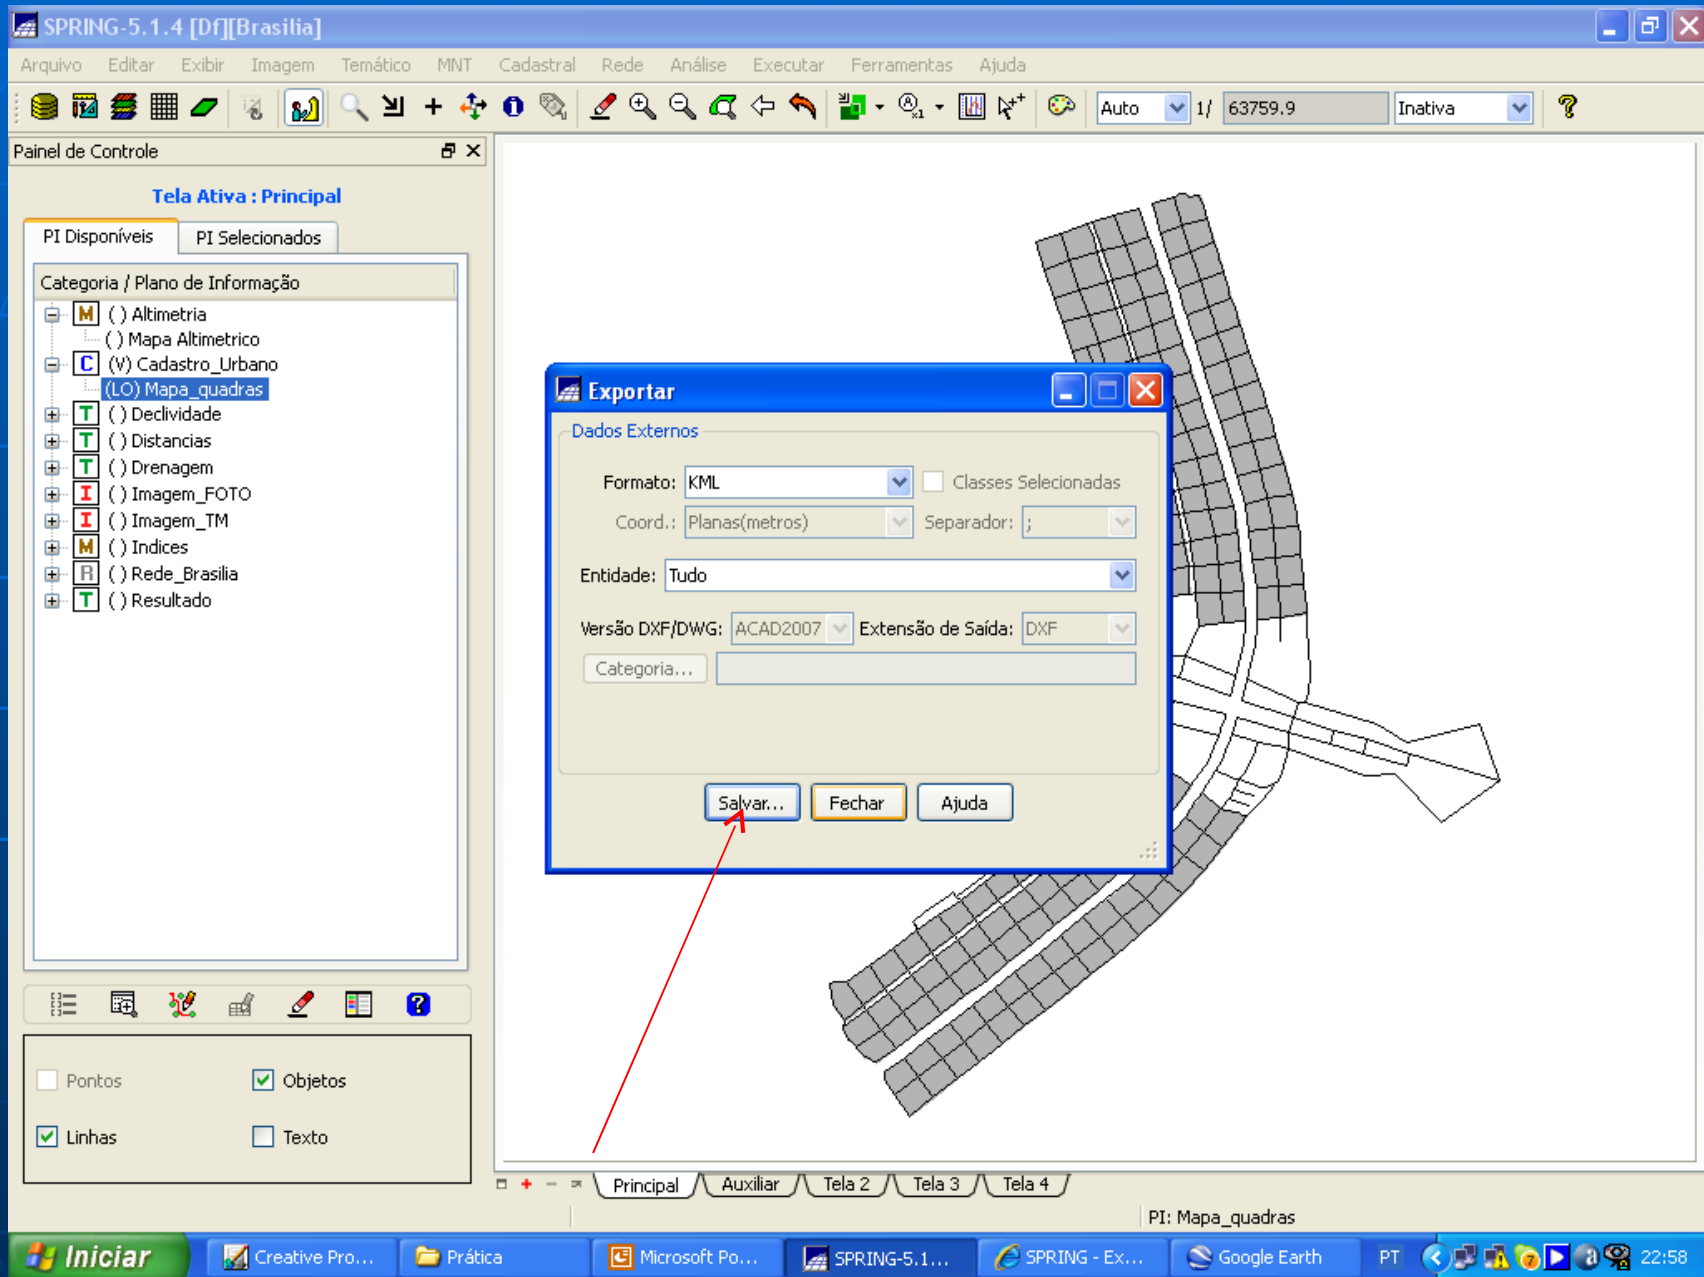 SPRING-5.1.4 [Df][Brasilia]
Arquivo Editar Exibir Imagem Temático MNT Cadastral Rede Análise Executar Ferramentas Ajuda
Auto 1/ 63759.9 Inativa
Painel de Controle
Tela Ativa : Principal
PI Disponíveis PI Selecionados
Categoria / Plano de Informação
M ( ) Altimetria
( ) Mapa Altimetrico
C (V) Cadastro_Urbano
(LO) Mapa_quadras
T ( ) Declividade
T ( ) Distancias
T ( ) Drenagem
I ( ) Imagem_FOTO
I ( ) Imagem_TM
M ( ) Indices
R ( ) Rede_Brasilia
T ( ) Resultado
Pontos Objetos
Linhas Texto
Exportar
Dados Externos
Formato: KML Classes Selecionadas
Coord.: Planas(metros) Separador: ;
Entidade: Tudo
Versão DXF/DWG: ACAD2007 Extensão de Saída: DXF
Categoria...
Salvar... Fechar Ajuda
Principal Auxiliar Tela 2 Tela 3 Tela 4
PI: Mapa_quadras
Iniciar Creative Pro... Prática Microsoft Po... SPRING-5.1... SPRING - Ex... Google Earth PT 22:58